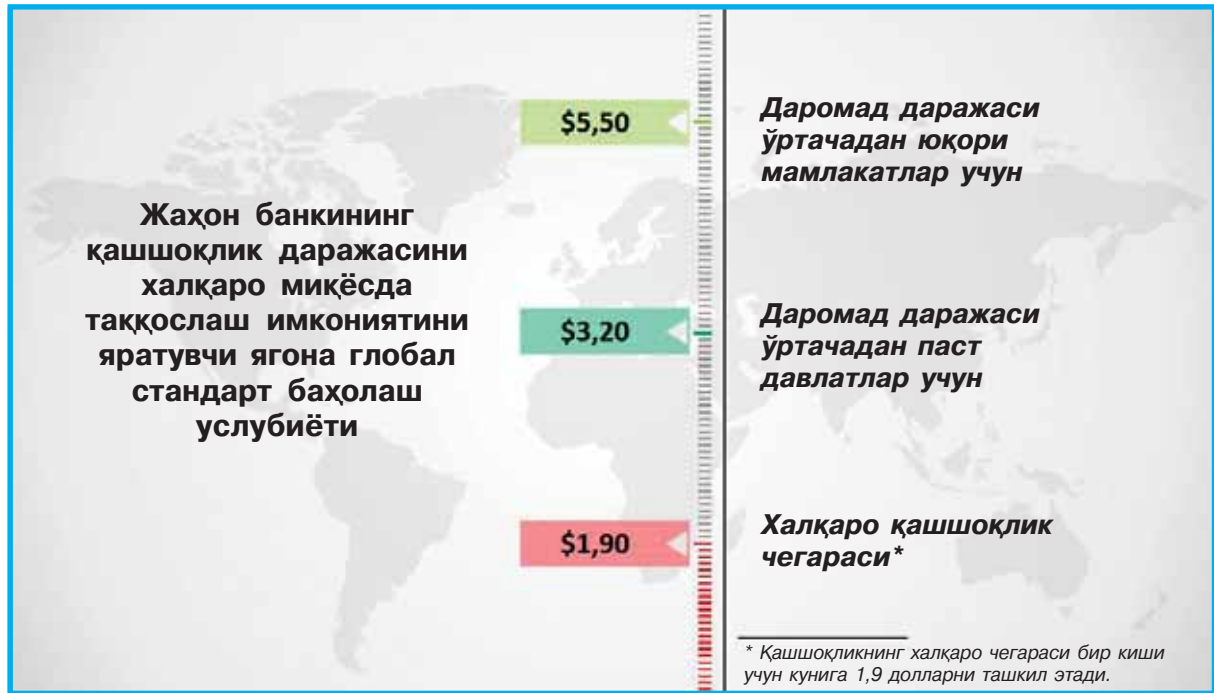 Жаҳон банкининг
қашшоқлик даражасини
халқаро миқёсда
таққослаш имкониятини
яратувчи ягона глобал
стандарт баҳолаш
услубиёти
$5,50
Даромад даражаси
ўртачадан юқори
мамлакатлар учун
$3,20
Даромад даражаси
ўртачадан паст
давлатлар учун
$1,90
Халқаро қашшоқлик
чегараси*
* Қашшоқликнинг халқаро чегараси бир киши
учун кунига 1,9 долларни ташкил этади.